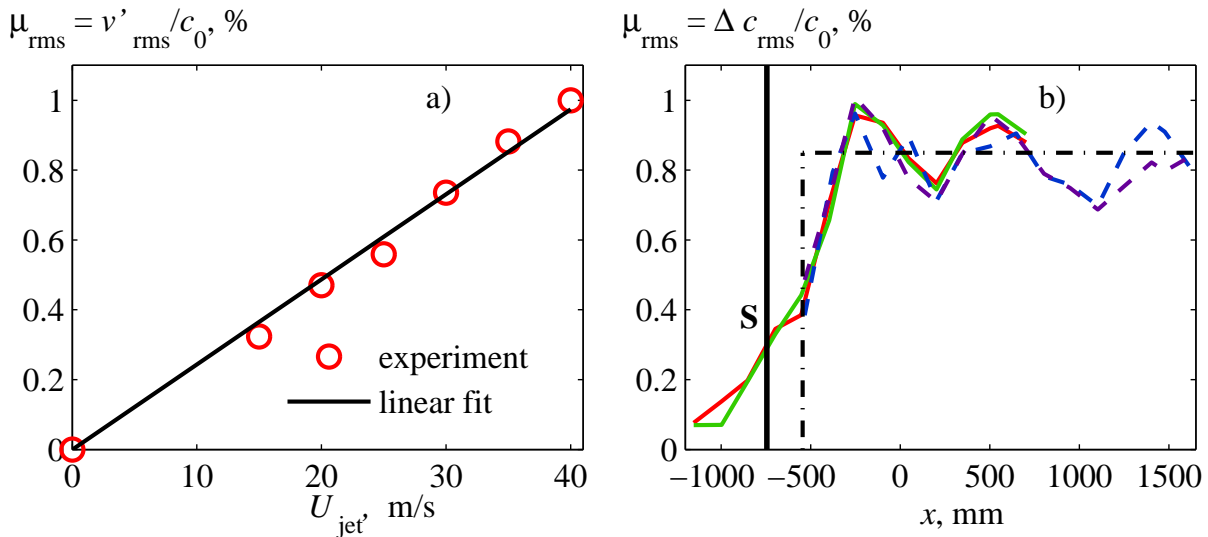 μrms = v'rms/c0, %
1
0.8
0.6
0.4
0.2
0
0 10 20 30 40
Ujet, m/s
a)
experiment
linear fit
μrms = Δ crms/c0, %
1
0.8
0.6
0.4
0.2
0
−1000 −500 0 500 1000 1500
x, mm
b)
S